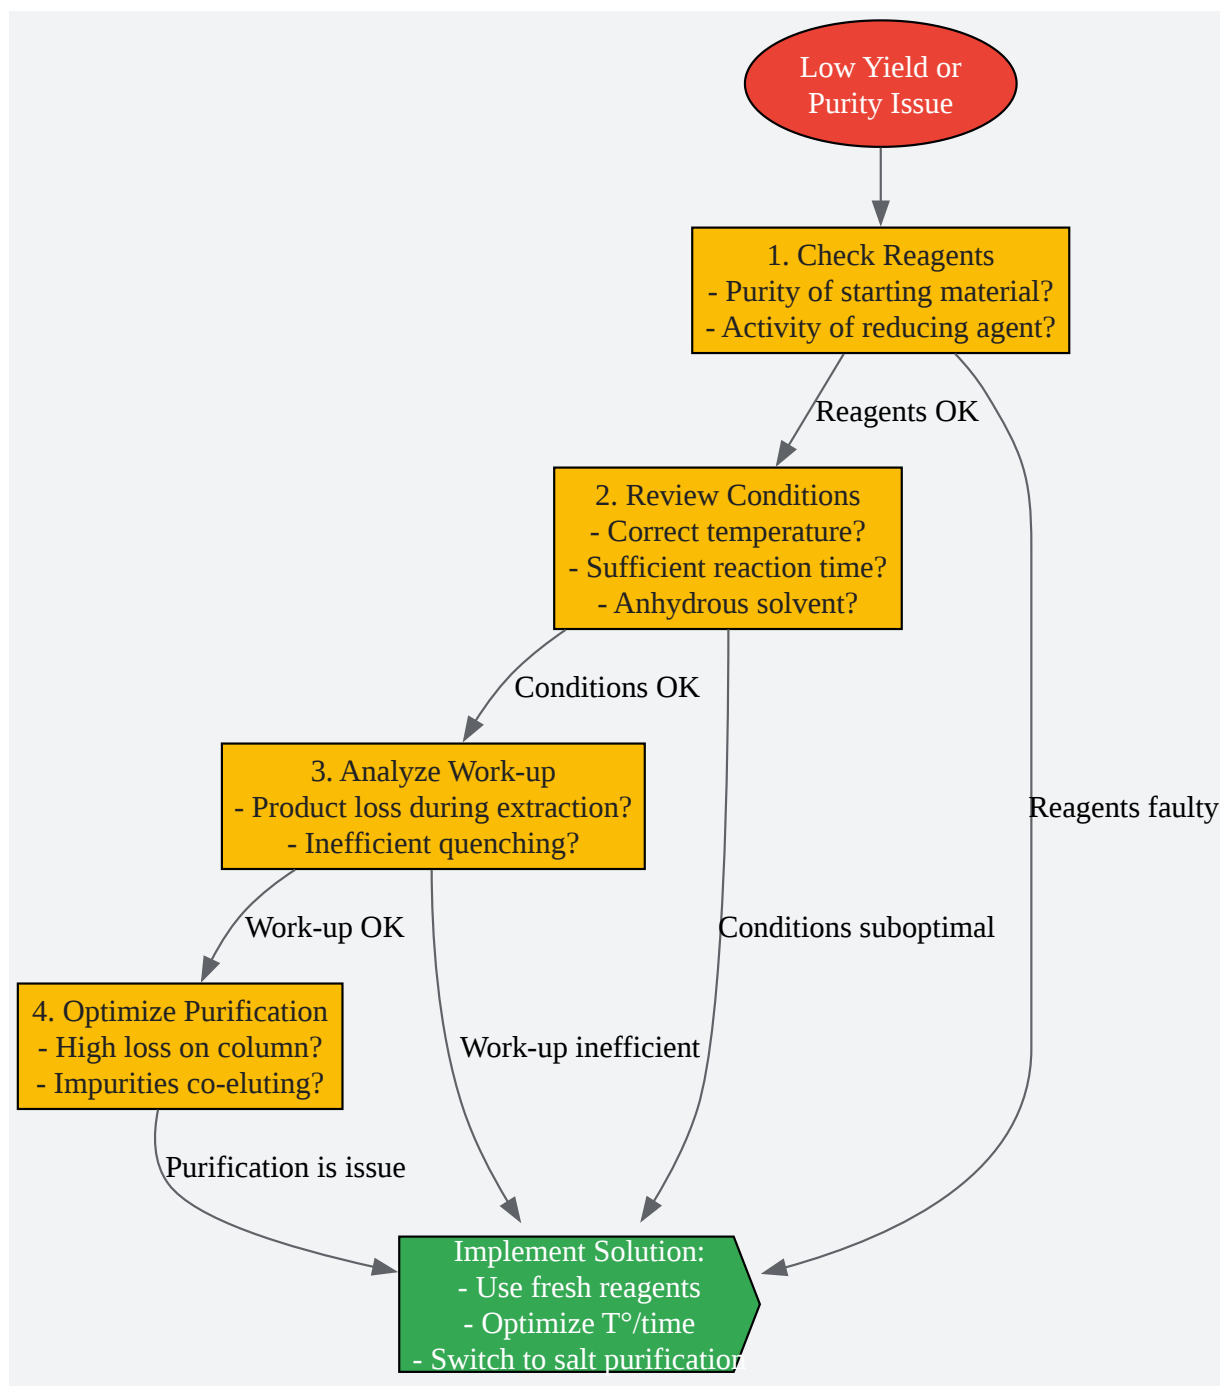 Low Yield or
Purity Issue
1. Check Reagents
- Purity of starting material?
- Activity of reducing agent?
Reagents OK
2. Review Conditions
- Correct temperature?
- Sufficient reaction time?
- Anhydrous solvent?
Conditions OK
3. Analyze Work-up
- Product loss during extraction?
- Inefficient quenching?
Reagents faulty
Work-up OK
Conditions suboptimal
4. Optimize Purification
- High loss on column?
- Impurities co-eluting?
Work-up inefficient
Purification is issue
Implement Solution:
- Use fresh reagents
- Optimize T°/time
- Switch to salt purification